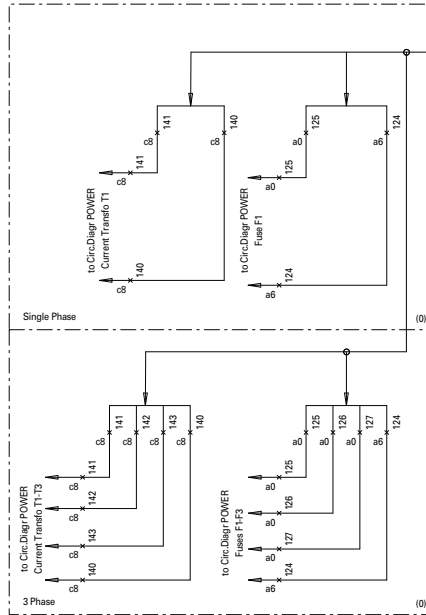 141
140
125
124
c8
c8
a0
a6
141
c8
125
a0
to Circ.Diagr POWER
Current Transfo T1
to Circ.Diagr POWER
Fuse F1
140
c8
124
a6
Single Phase
(0)
141
142
143
140
125
126
127
124
c8
c8
c8
c8
a0
a0
a0
a6
141
c8
142
c8
143
c8
140
c8
to Circ.Diagr POWER
Current Transfo T1-T3
125
a0
126
a0
127
a0
124
a6
to Circ.Diagr POWER
Fuses F1-F3
3 Phase
(0)